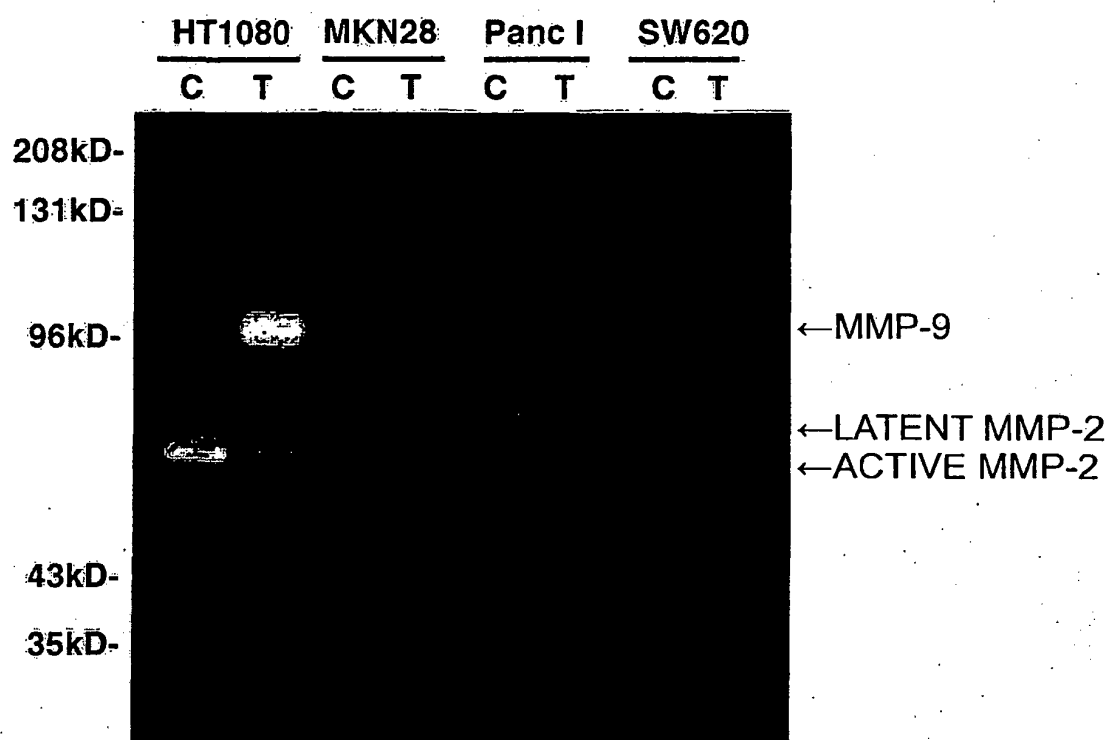 HT1080 MKN28 Panc I SW620
C T C T C T C T
208kD-
131kD-
96kD-
←MMP-9
←LATENT MMP-2
←ACTIVE MMP-2
43kD-
35kD-